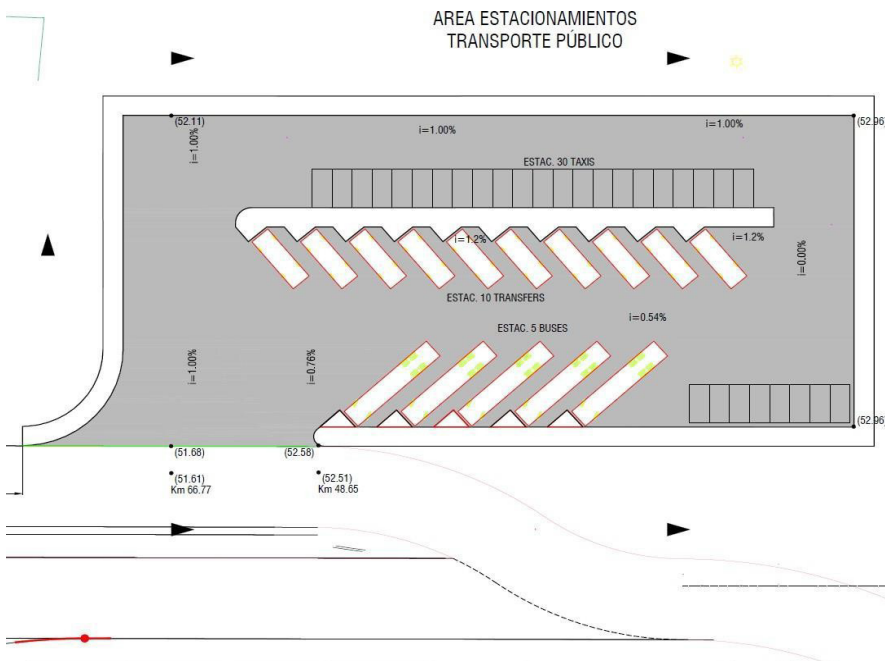 AREA ESTACIONAMIENTOS
TRANSPORTE PÚBLICO
(52.11)
i=1.00%
i=1.00%
(52.96)
i=1.00%
ESTAC. 30 TAXIS
i=1.2%
i=1.2%
i=0.00%
ESTAC. 10 TRANSFERS
i=0.54%
ESTAC. 5 BUSES
i=1.00%
i=0.76%
(52.96)
(51.68)
(52.58)
(51.61)
Km 66.77
(52.51)
Km 48.65